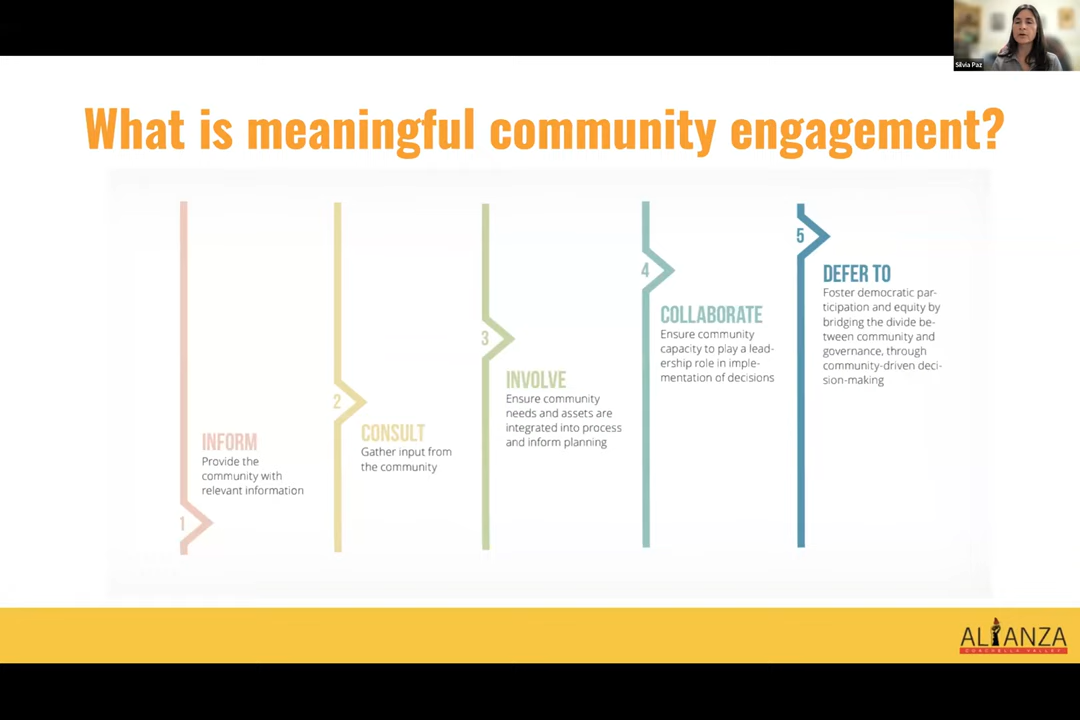 Silvia Paz
What is meaningful community engagement?
1
INFORM
Provide the
community with
relevant information
2
CONSULT
Gather input from
the community
3
INVOLVE
Ensure community
needs and assets are
integrated into process
and inform planning
4
COLLABORATE
Ensure community
capacity to play a lead-
ership role in imple-
mentation of decisions
5
DEFER TO
Foster democratic par-
ticipation and equity by
bridging the divide be-
tween community and
governance, through
community-driven deci-
sion-making
ALIANZA
COACHELLA VALLEY